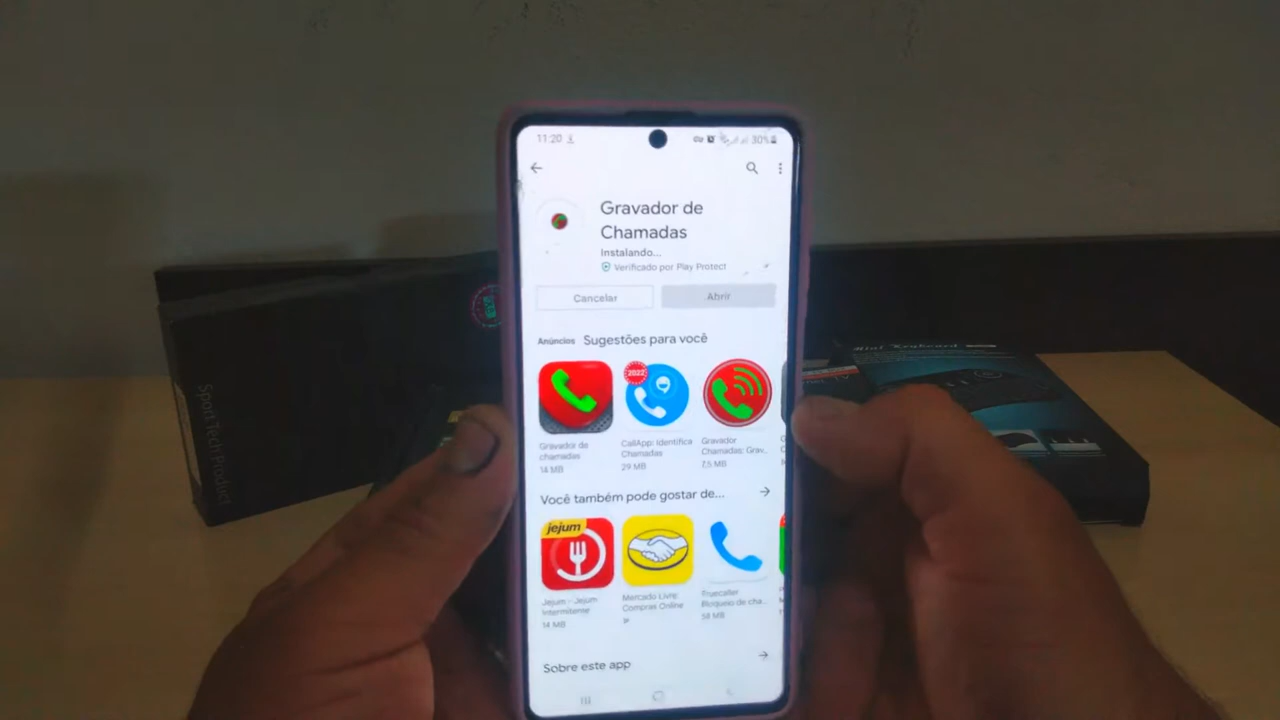 11:20
30%
Gravador de
Chamadas
Instalando...
Verificado por Play Protect
Cancelar
Abrir
Anúncios Sugestões para você
2022
Gravador de
chamadas
14 MB
CallApp: Identifica
Chamadas
29 MB
Gravador
Chamadas: Grav..
7,5 MB
Você também pode gostar de...
jejum
Jejum - Jejum
Intermitente
14 MB
Mercado Livre:
Compras Online
Truecaller
Bloqueio de cha...
58 MB
Sobre este app
Sport Tech Product
Mini Keyboard